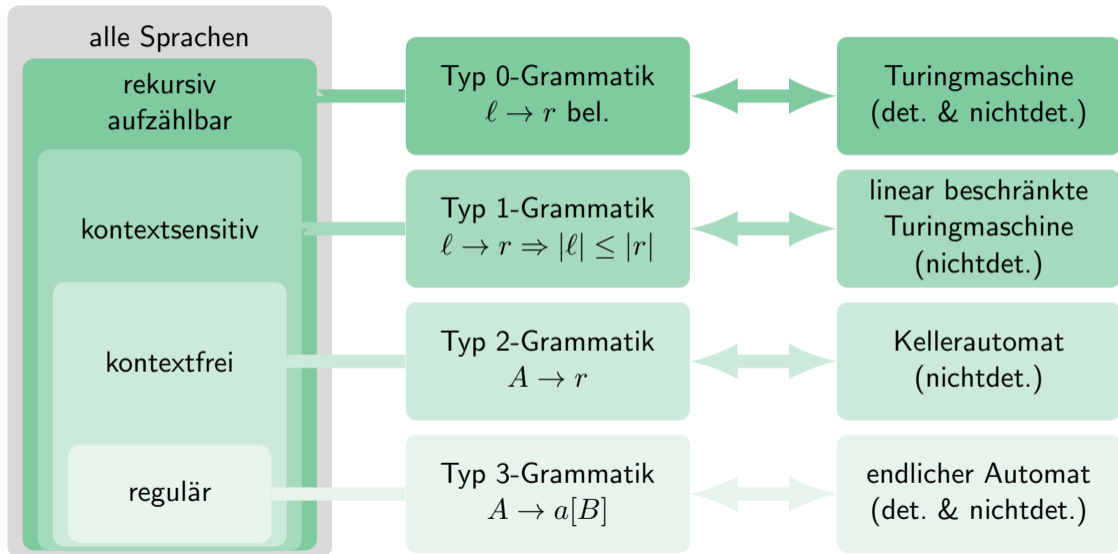 alle Sprachen
rekursiv
aufzählbar
kontextsensitiv
kontextfrei
regulär
Typ 0-Grammatik
ℓ → r bel.
Turingmaschine
(det. & nichtdet.)
Typ 1-Grammatik
ℓ → r ⇒ |ℓ| ≤ |r|
linear beschränkte
Turingmaschine
(nichtdet.)
Typ 2-Grammatik
A → r
Kellerautomat
(nichtdet.)
Typ 3-Grammatik
A → a[B]
endlicher Automat
(det. & nichtdet.)